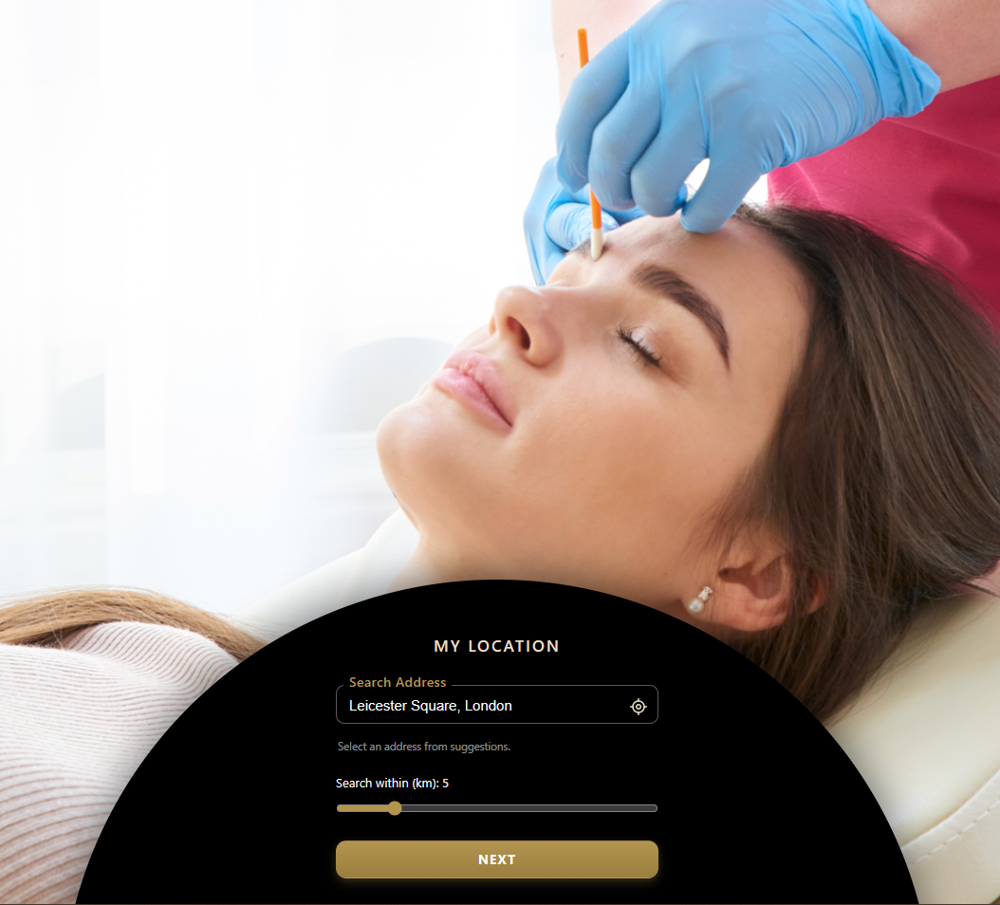 MY LOCATION
Search Address
Leicester Square, London
Select an address from suggestions.
Search within (km): 5
NEXT